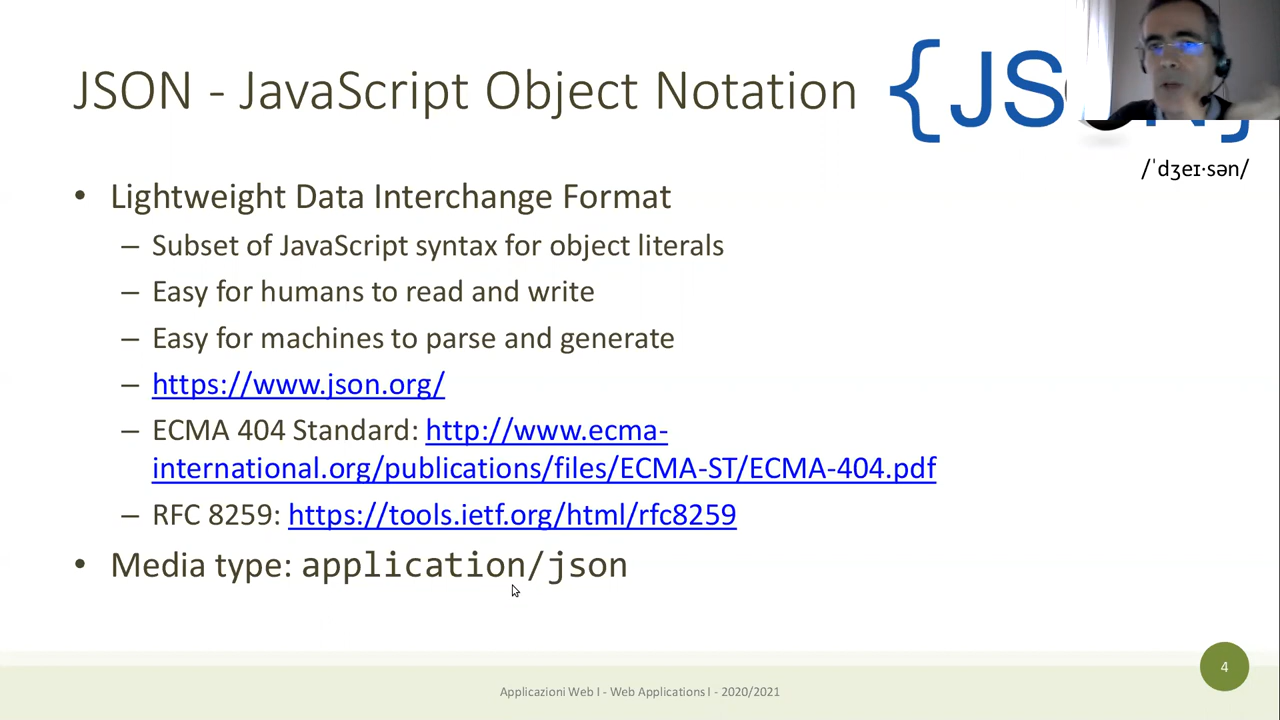 JSON - JavaScript Object Notation
{JS
/ˈdʒeɪ·sən/
• Lightweight Data Interchange Format
– Subset of JavaScript syntax for object literals
– Easy for humans to read and write
– Easy for machines to parse and generate
– https://www.json.org/
– ECMA 404 Standard: http://www.ecma-
international.org/publications/files/ECMA-ST/ECMA-404.pdf
– RFC 8259: https://tools.ietf.org/html/rfc8259
• Media type: application/json
Applicazioni Web I - Web Applications I - 2020/2021
4